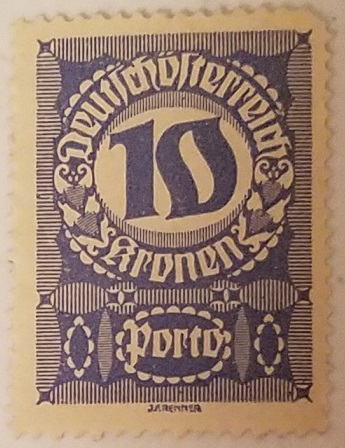 Deutschösterreich
10
Kronen
Porto
J.F.RENNER